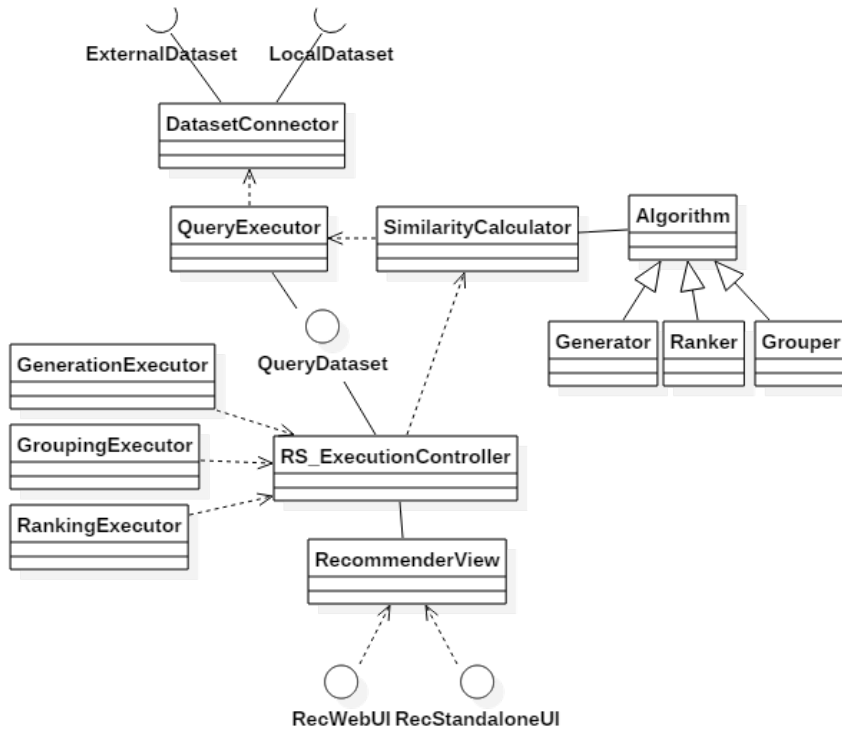 ExternalDataset LocalDataset
DatasetConnector
QueryExecutor SimilarityCalculator Algorithm
Generator Ranker Grouper
QueryDataset
GenerationExecutor
GroupingExecutor
RS_ExecutionController
RankingExecutor
RecommenderView
RecWebUI RecStandaloneUI